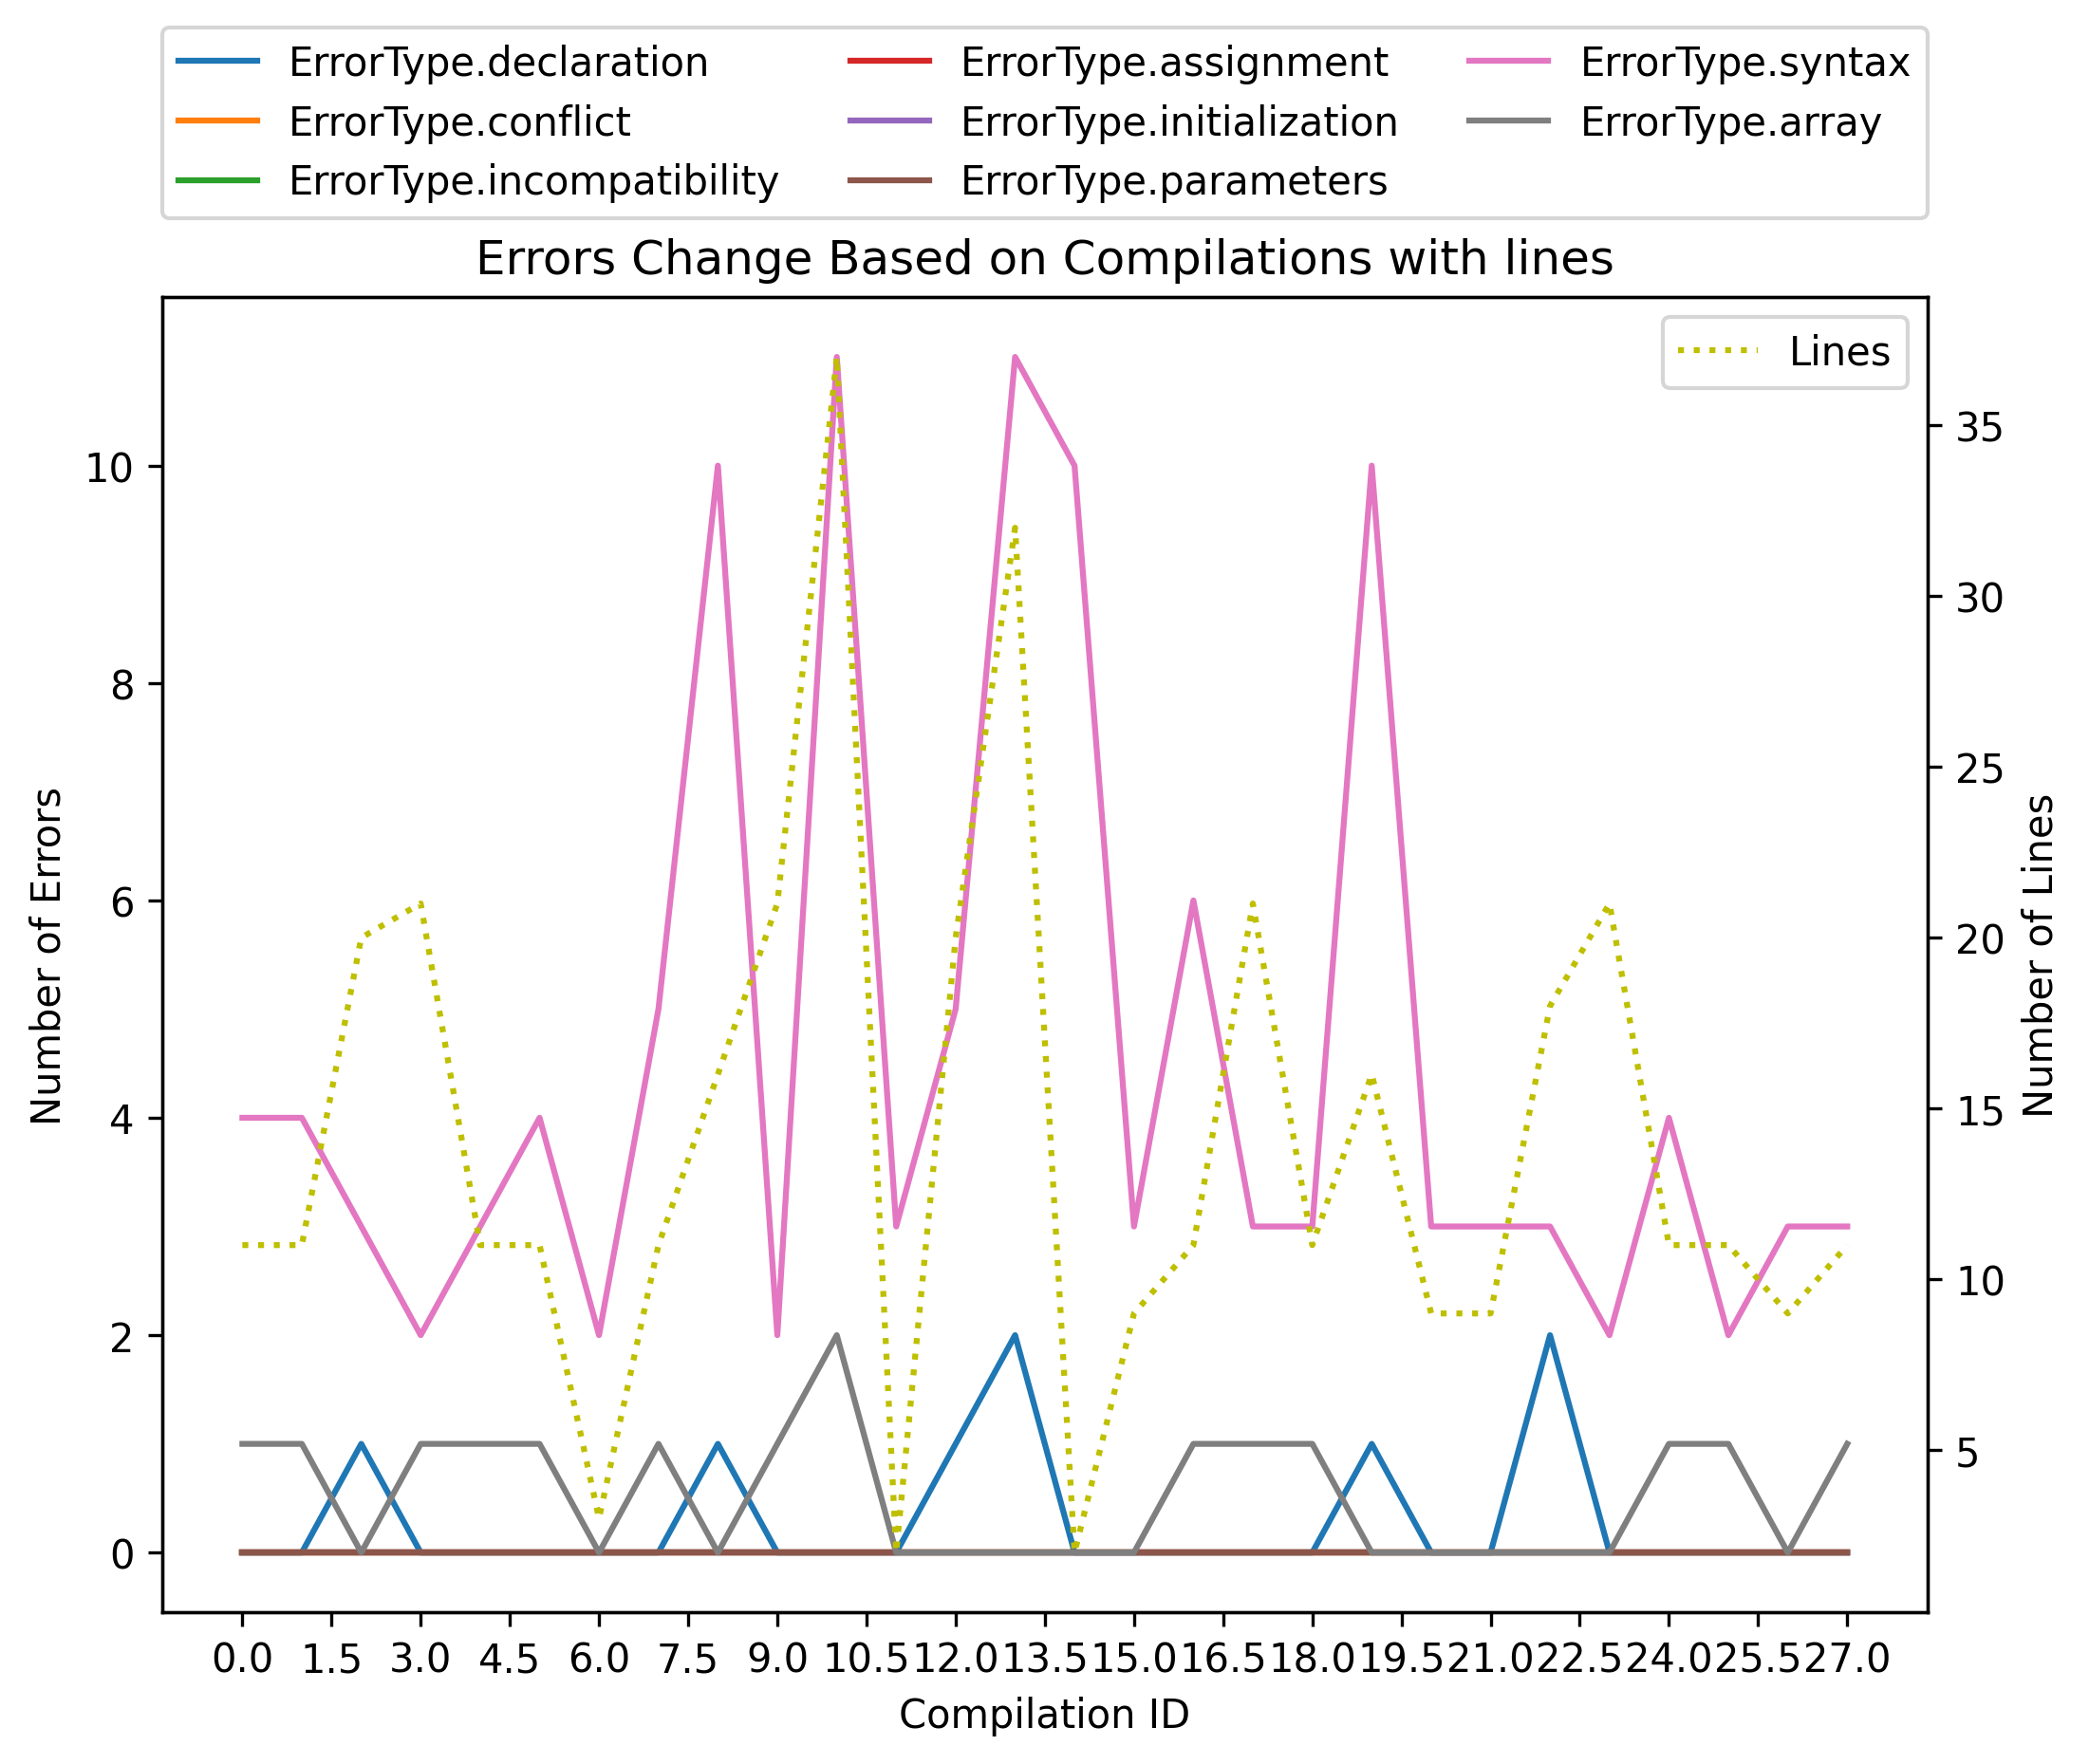 ErrorType.declaration
ErrorType.conflict
ErrorType.incompatibility
ErrorType.assignment
ErrorType.initialization
ErrorType.parameters
ErrorType.syntax
ErrorType.array
Errors Change Based on Compilations with lines
Lines
Number of Errors
10
8
6
4
2
0
35
30
25
20
15
10
5
Number of Lines
0.0 1.5 3.0 4.5 6.0 7.5 9.0 10.5 12.0 13.5 15.0 16.5 18.0 19.5 21.0 22.5 24.0 25.5 27.0
Compilation ID